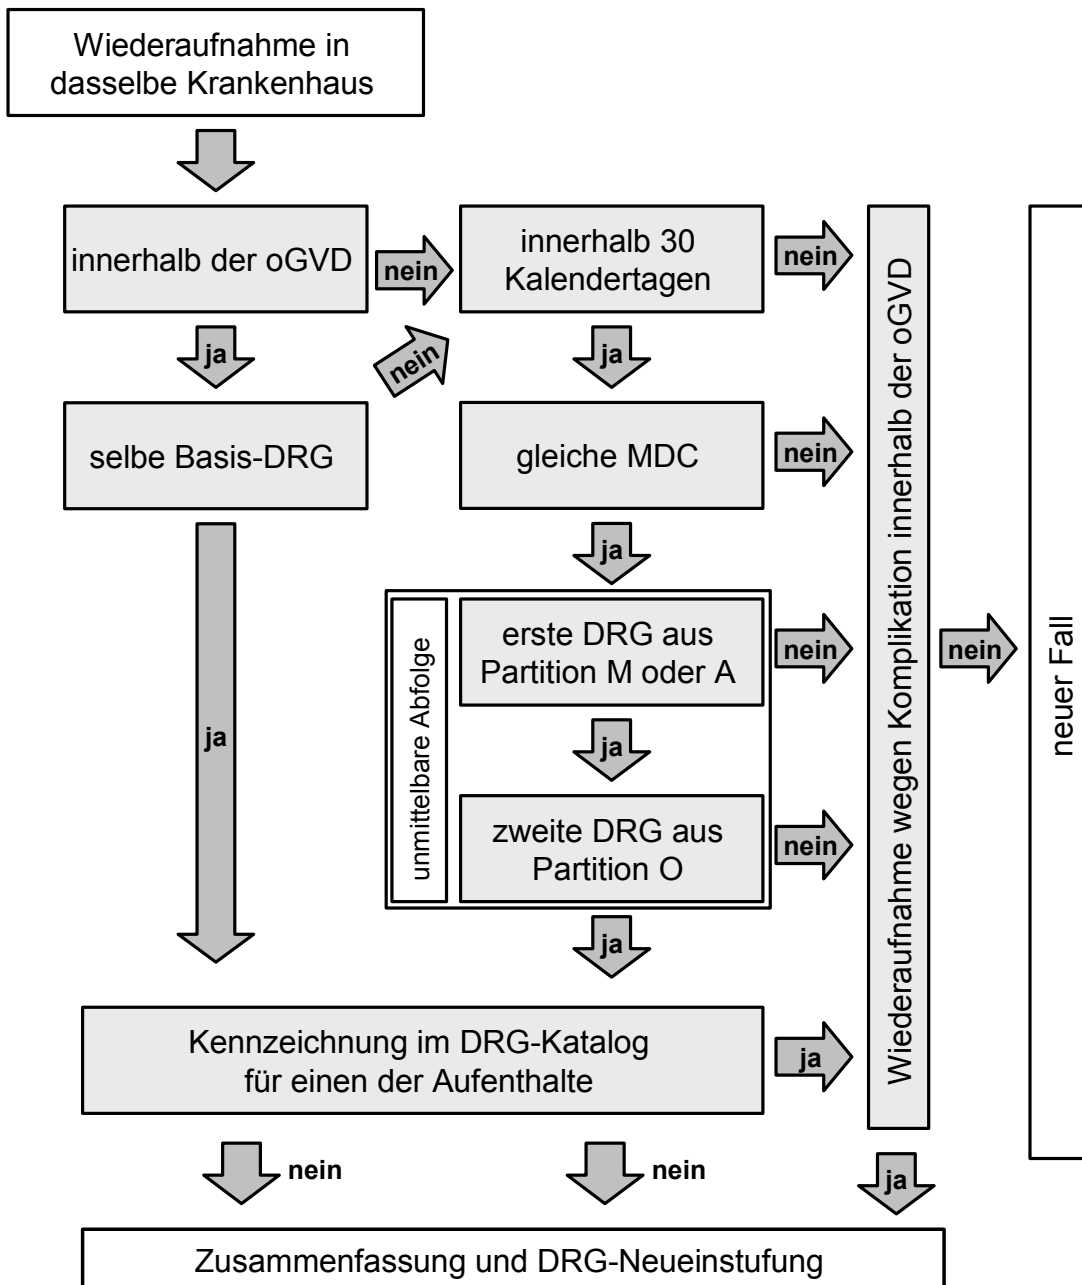 Wiederaufnahme in
dasselbe Krankenhaus
innerhalb der oGVD
nein
innerhalb 30
Kalendertagen
nein
ja
nein
ja
selbe Basis-DRG
gleiche MDC
nein
ja
unmittelbare Abfolge
erste DRG aus
Partition M oder A
nein
ja
ja
zweite DRG aus
Partition O
nein
ja
Kennzeichnung im DRG-Katalog
für einen der Aufenthalte
ja
Wiederaufnahme wegen Komplikation innerhalb der oGVD
nein
neuer Fall
nein
nein
ja
Zusammenfassung und DRG-Neueinstufung